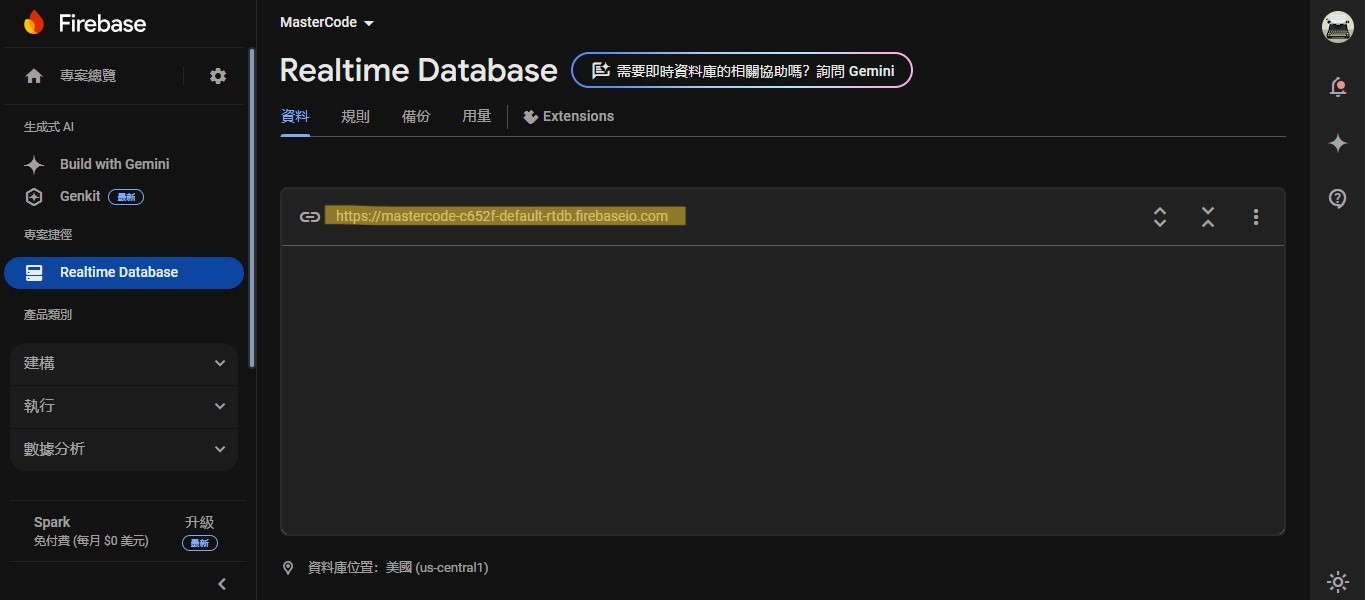 Firebase
專案總覽
生成式 AI
Build with Gemini
Genkit 最新
專案捷徑
Realtime Database
產品類別
建構
執行
數據分析
Spark
免付費 (每月 $0 美元)
升級
最新
MasterCode
Realtime Database
需要即時資料庫的相關協助嗎？詢問 Gemini
資料 規則 備份 用量 Extensions
https://mastercode-c652f-default-rtdb.firebaseio.com
資料庫位置：美國 (us-central1)